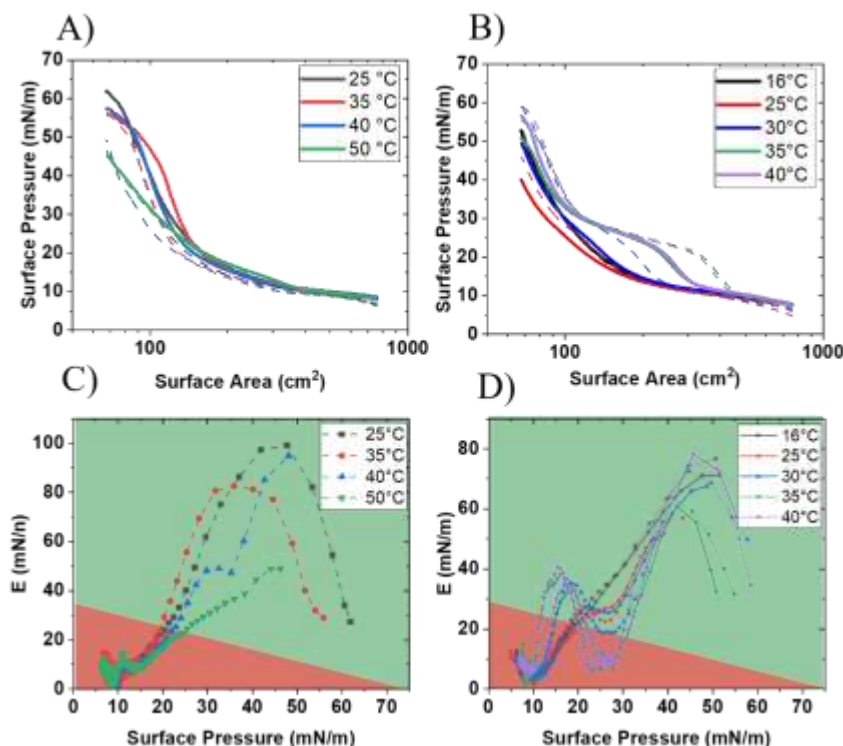 A)
B)
70
60
50
40
30
20
10
0
Surface Pressure (mN/m)
25 °C
35 °C
40 °C
50 °C
100
1000
Surface Area (cm²)
70
60
50
40
30
20
10
0
Surface Pressure (mN/m)
16°C
25°C
30°C
35°C
40°C
100
1000
Surface Area (cm²)
C)
D)
100
80
60
40
20
0
E (mN/n)
25°C
35°C
40°C
50°C
0 10 20 30 40 50 60 70
Surface Pressure (mN/m)
80
60
40
20
0
E (mN/m)
16°C
25°C
30°C
35°C
40°C
0 10 20 30 40 50 60 70
Surface Pressure (mN/m)